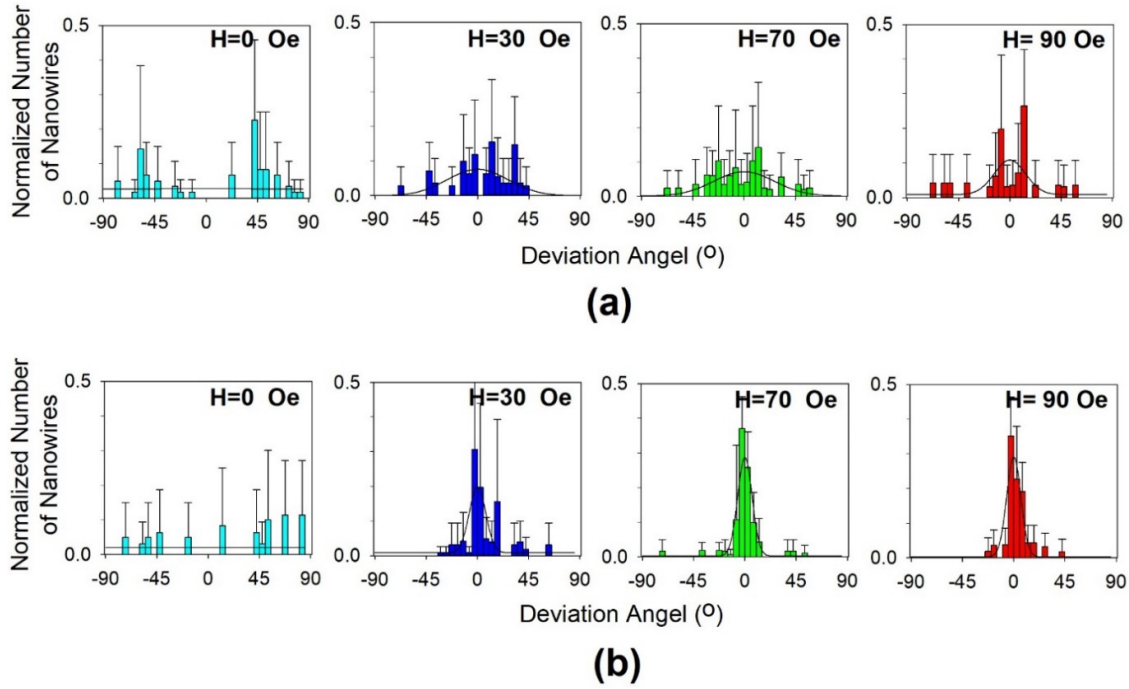 Normalized Number
of Nanowires
0.5
0.0
H=0 Oe
-90 -45 0 45 90
0.5
0.0
H=30 Oe
-90 -45 0 45 90
0.5
0.0
H=70 Oe
-90 -45 0 45 90
0.5
0.0
H= 90 Oe
-90 -45 0 45 90
Deviation Angel (O)
(a)
Normalized Number
of Nanowires
0.5
0.0
H=0 Oe
-90 -45 0 45 90
0.5
0.0
H=30 Oe
-90 -45 0 45 90
0.5
0.0
H=70 Oe
-90 -45 0 45 90
0.5
0.0
H= 90 Oe
-90 -45 0 45 90
Deviation Angel (O)
(b)